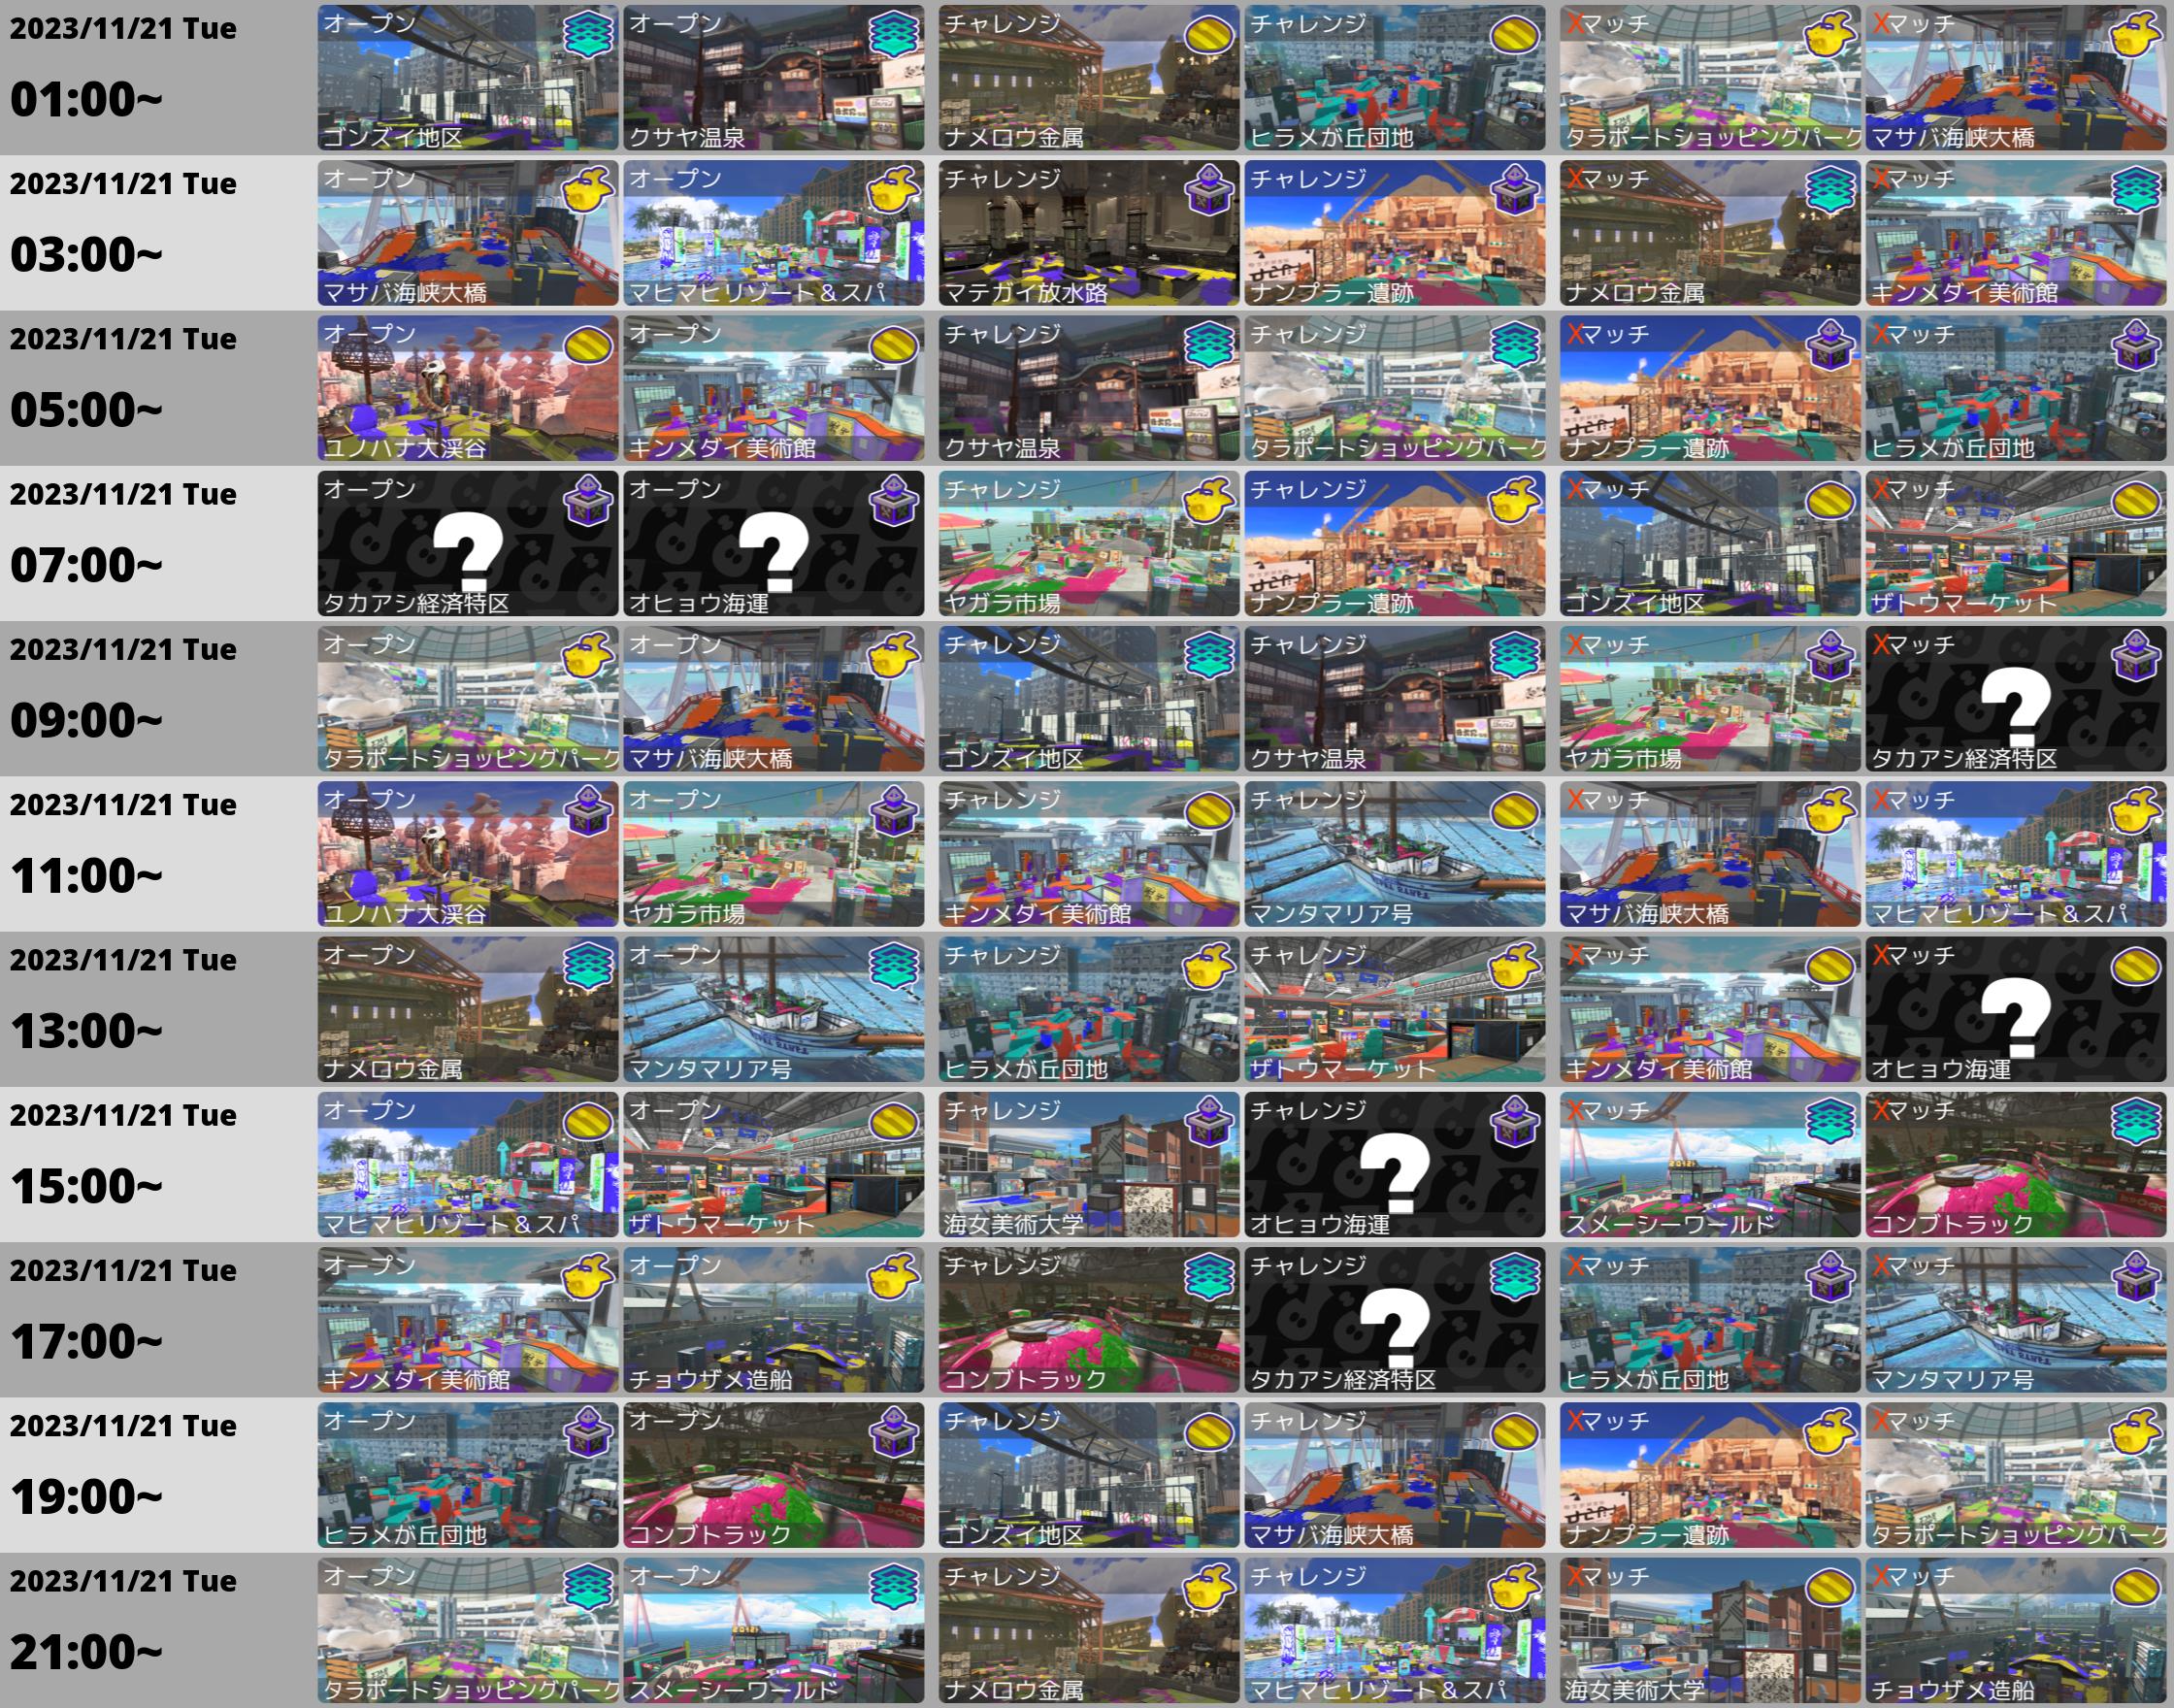 2023/11/21 Tue
01:00~
オープン オープン チャレンジ チャレンジ Xマッチ Xマッチ
ゴンズイ地区 クサヤ温泉 ナメロウ金属 ヒラメが丘団地 タラポートショッピングパーク マサバ海峡大橋
2023/11/21 Tue
03:00~
オープン オープン チャレンジ チャレンジ Xマッチ Xマッチ
マサバ海峡大橋 マヒマヒリゾート&スパ マテガイ放水路 ナンプラー遺跡 ナメロウ金属 キンメダイ美術館
2023/11/21 Tue
05:00~
オープン オープン チャレンジ チャレンジ Xマッチ Xマッチ
ユノハナ大渓谷 キンメダイ美術館 クサヤ温泉 タラポートショッピングパーク ナンプラー遺跡 ヒラメが丘団地
2023/11/21 Tue
07:00~
オープン オープン チャレンジ チャレンジ Xマッチ Xマッチ
? ?
タカアシ経済特区 オヒョウ海運 ヤガラ市場 ナンプラー遺跡 ゴンズイ地区 ザトウマーケット
2023/11/21 Tue
09:00~
オープン オープン チャレンジ チャレンジ Xマッチ Xマッチ
?
タラポートショッピングパーク マサバ海峡大橋 ゴンズイ地区 クサヤ温泉 ヤガラ市場 タカアシ経済特区
2023/11/21 Tue
11:00~
オープン オープン チャレンジ チャレンジ Xマッチ Xマッチ
ユノハナ大渓谷 ヤガラ市場 キンメダイ美術館 マンタマリア号 マサバ海峡大橋 マヒマヒリゾート&スパ
2023/11/21 Tue
13:00~
オープン オープン チャレンジ チャレンジ Xマッチ Xマッチ
?
ナメロウ金属 マンタマリア号 ヒラメが丘団地 ザトウマーケット キンメダイ美術館 オヒョウ海運
2023/11/21 Tue
15:00~
オープン オープン チャレンジ チャレンジ Xマッチ Xマッチ
?
マヒマヒリゾート&スパ ザトウマーケット 海女美術大学 オヒョウ海運 スメーシーワールド コンブトラック
2023/11/21 Tue
17:00~
オープン オープン チャレンジ チャレンジ Xマッチ Xマッチ
?
キンメダイ美術館 チョウザメ造船 コンブトラック タカアシ経済特区 ヒラメが丘団地 マンタマリア号
2023/11/21 Tue
19:00~
オープン オープン チャレンジ チャレンジ Xマッチ Xマッチ
ヒラメが丘団地 コンブトラック ゴンズイ地区 マサバ海峡大橋 ナンプラー遺跡 タラポートショッピングパーク
2023/11/21 Tue
21:00~
オープン オープン チャレンジ チャレンジ Xマッチ Xマッチ
タラポートショッピングパーク スメーシーワールド ナメロウ金属 マヒマヒリゾート&スパ 海女美術大学 チョウザメ造船